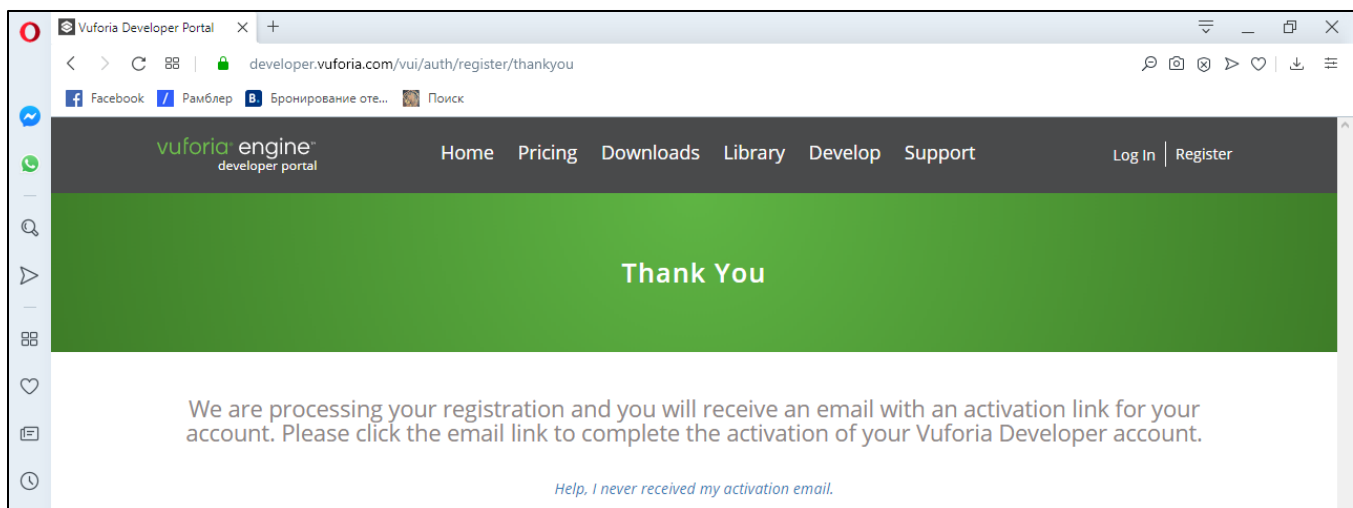 Vuforia Developer Portal
developer.vuforia.com/vui/auth/register/thankyou
Facebook Рамблер Бронирование оте... Поиск
vuforia engine™
developer portal
Home Pricing Downloads Library Develop Support
Log In Register
Thank You
We are processing your registration and you will receive an email with an activation link for your
account. Please click the email link to complete the activation of your Vuforia Developer account.
Help, I never received my activation email.